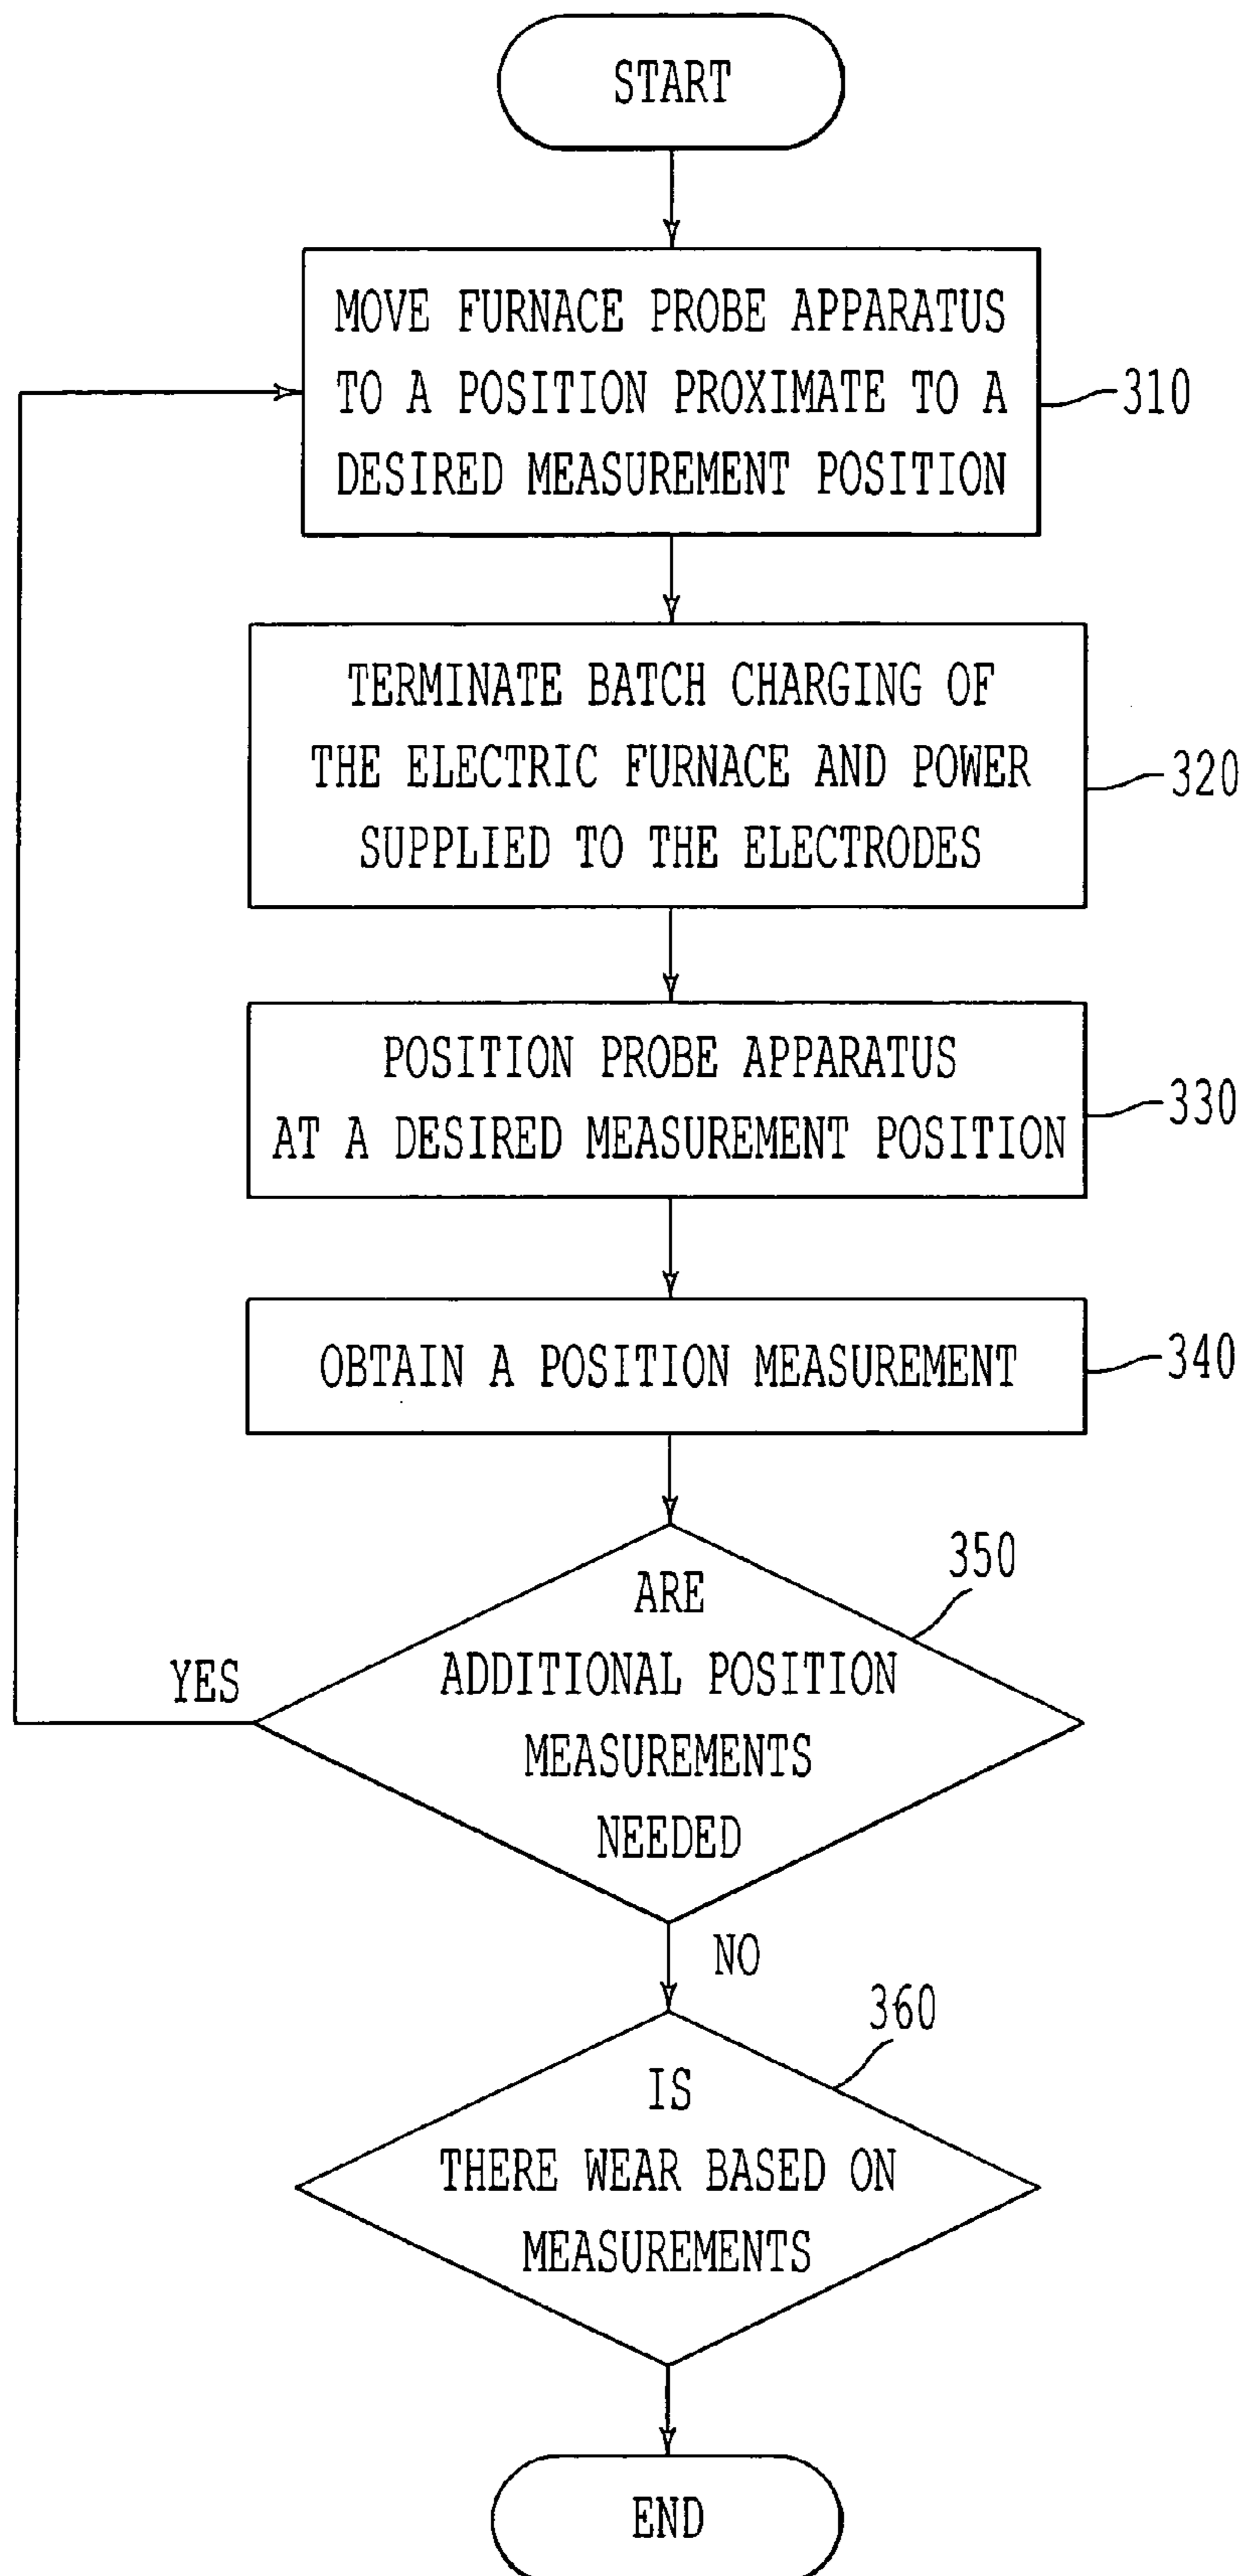 START
MOVE FURNACE PROBE APPARATUS
TO A POSITION PROXIMATE TO A
DESIRED MEASUREMENT POSITION
310
TERMINATE BATCH CHARGING OF
THE ELECTRIC FURNACE AND POWER
SUPPLIED TO THE ELECTRODES
320
POSITION PROBE APPARATUS
AT A DESIRED MEASUREMENT POSITION
330
OBTAIN A POSITION MEASUREMENT
340
350
ARE
ADDITIONAL POSITION
MEASUREMENTS
NEEDED
YES
NO
360
IS
THERE WEAR BASED ON
MEASUREMENTS
END